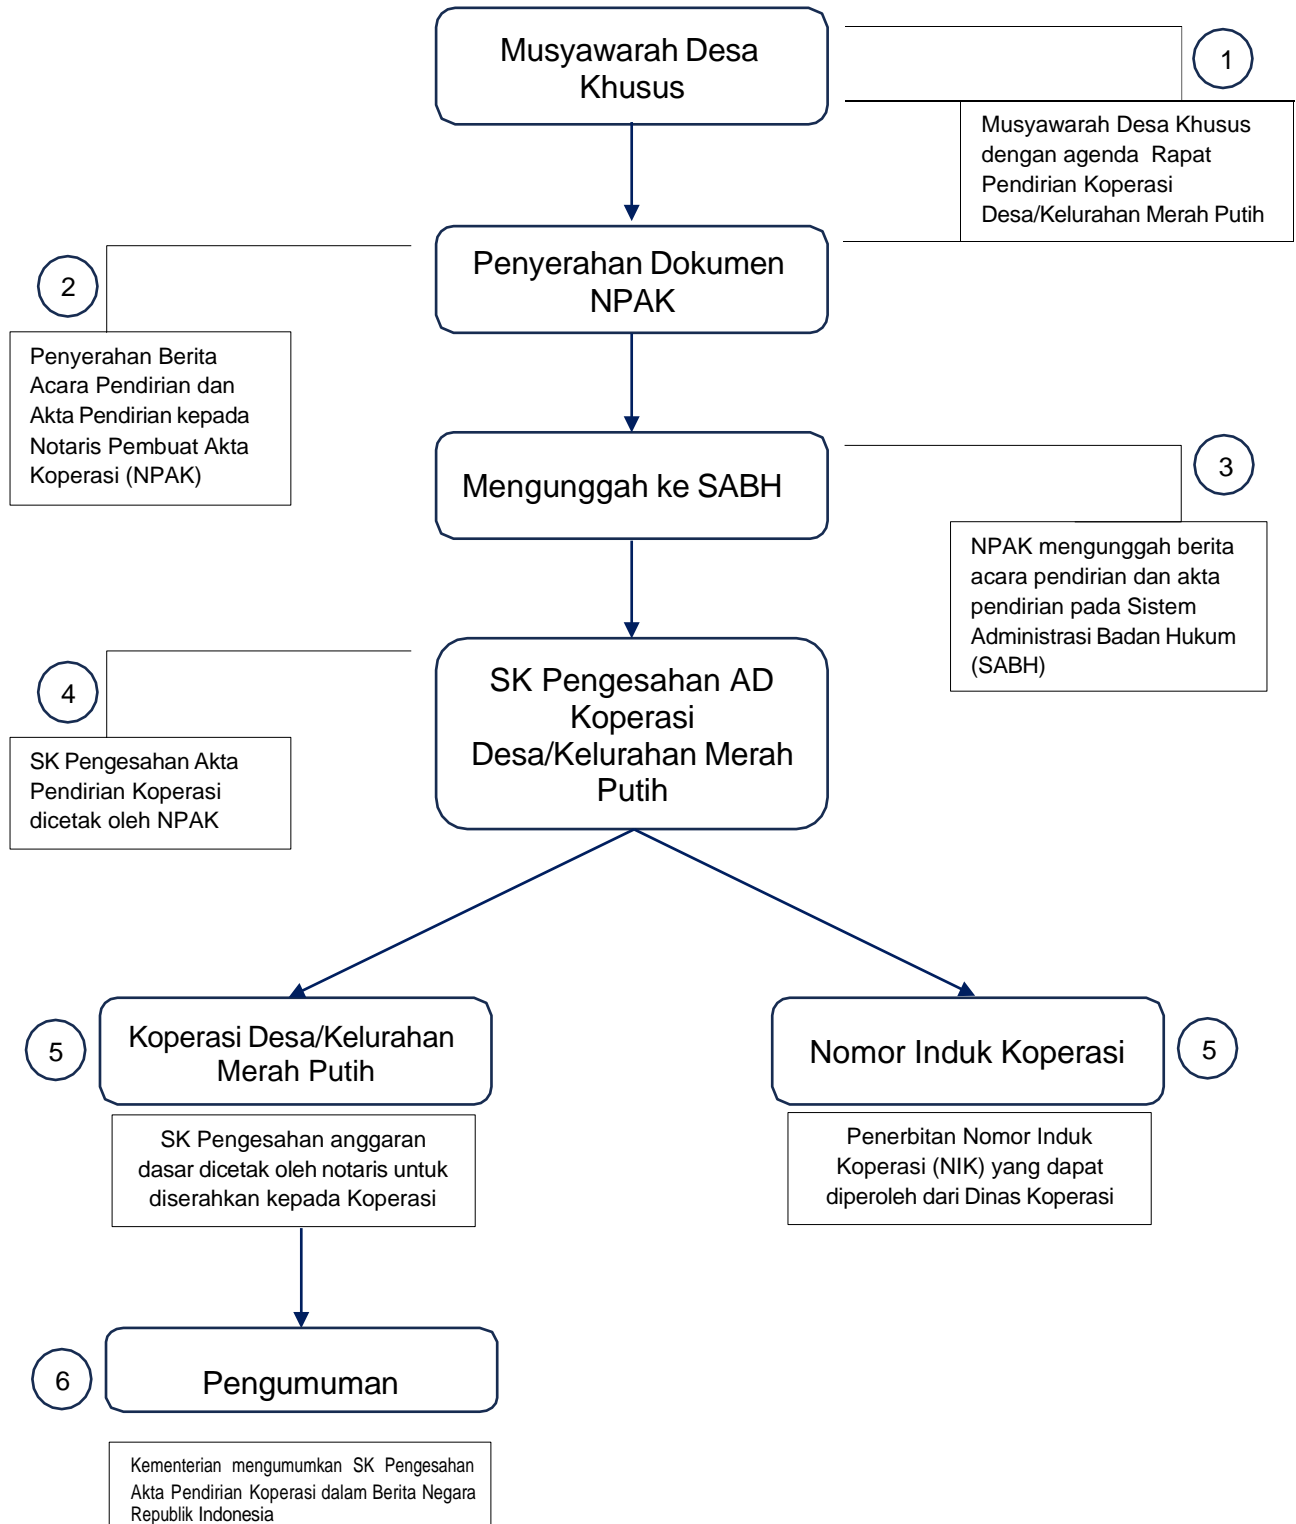 Musyawarah Desa
Khusus
1
Musyawarah Desa Khusus
dengan agenda Rapat
Pendirian Koperasi
Desa/Kelurahan Merah Putih
Penyerahan Dokumen
NPAK
2
Penyerahan Berita
Acara Pendirian dan
Akta Pendirian kepada
Notaris Pembuat Akta
Koperasi (NPAK)
Mengunggah ke SABH
3
NPAK mengunggah berita
acara pendirian dan akta
pendirian pada Sistem
Administrasi Badan Hukum
(SABH)
SK Pengesahan AD
Koperasi
Desa/Kelurahan Merah
Putih
4
SK Pengesahan Akta
Pendirian Koperasi
dicetak oleh NPAK
5
Koperasi Desa/Kelurahan
Merah Putih
SK Pengesahan anggaran
dasar dicetak oleh notaris untuk
diserahkan kepada Koperasi
Nomor Induk Koperasi
5
Penerbitan Nomor Induk
Koperasi (NIK) yang dapat
diperoleh dari Dinas Koperasi
6
Pengumuman
Kementerian mengumumkan SK Pengesahan
Akta Pendirian Koperasi dalam Berita Negara
Republik Indonesia